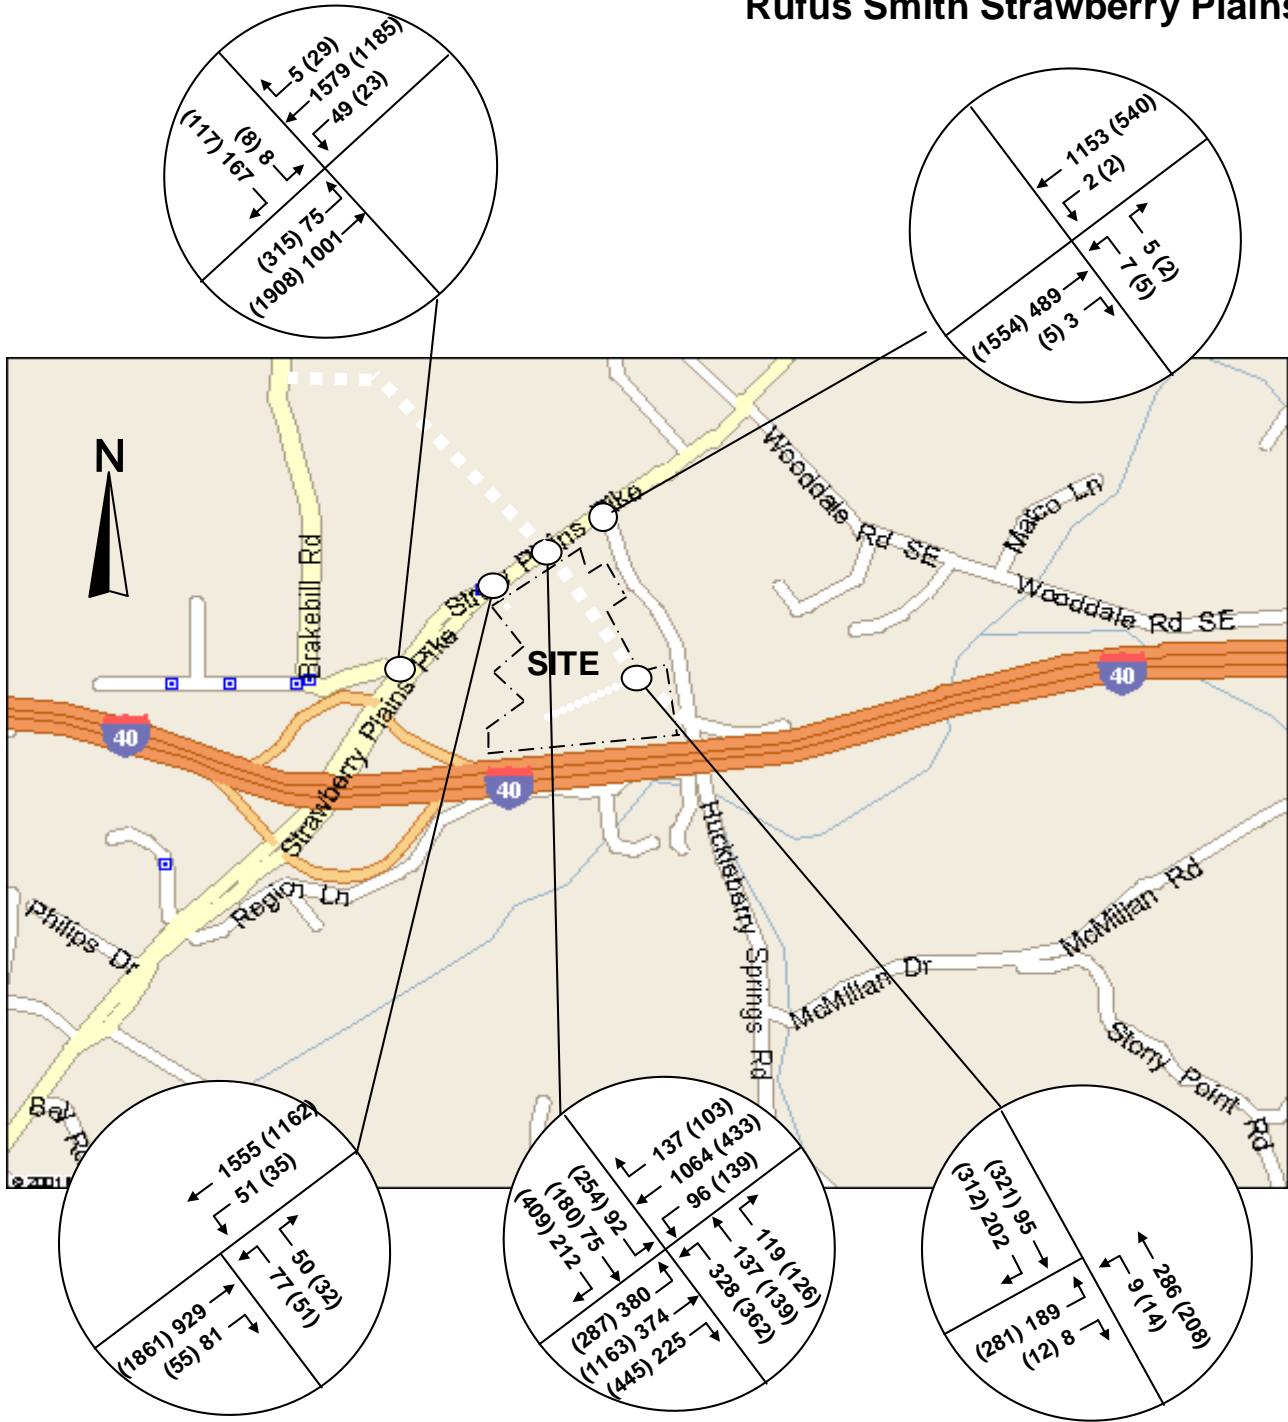 Rufus Smith Strawberry Plains
5 (29)
1579 (1185)
49 (23)
(8) 8
(117) 167
(315) 75
(1908) 1001
1153 (540)
2 (2)
5 (2)
7 (5)
(1554) 489
(5) 3
N
Brakebill Rd
Pike
Strawberry Plains
Wooddale Rd SE
Malco Ln
Wooddale Rd SE
Pike
SITE
40
40
40
Strawberry Plains
Region Ln
Philips Dr
Huckleberry Springs Rd
McMillan Dr
McMillan Rd
Stony Point Rd
© 2001
1555 (1162)
51 (35)
50 (32)
77 (51)
(1861) 929
(55) 81
137 (103)
1064 (433)
96 (139)
(254) 92
(180) 75
(409) 212
119 (126)
137 (139)
328 (362)
(287) 380
(1163) 374
(445) 225
(321) 95
(312) 202
286 (208)
9 (14)
(281) 189
(12) 8